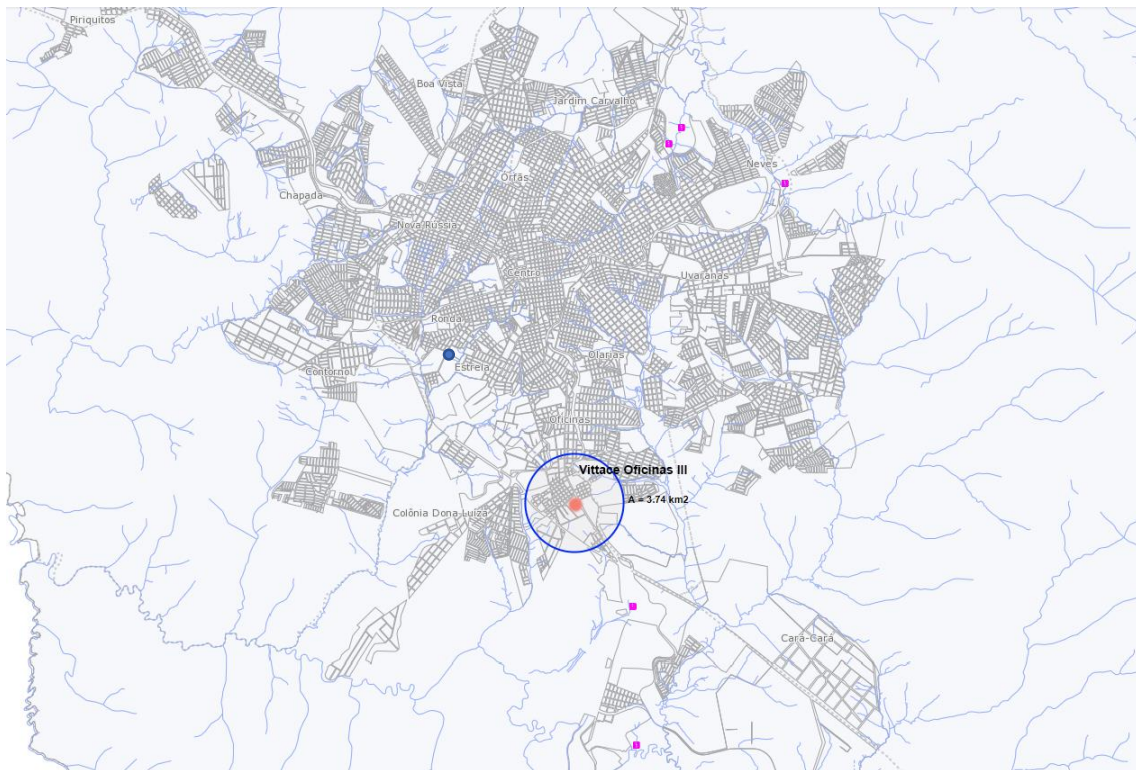 Piriquitos
Boa Vista
Jardim Carvalho
Neves
Órfãs
Chapada
Nova Rússia
Centro
Uvaranas
Ronda
Olarias
Estrela
Contorno
Oficinas
Vittace Oficinas III
A = 3.74 km2
Colônia Dona Luíza
Cará-Cará